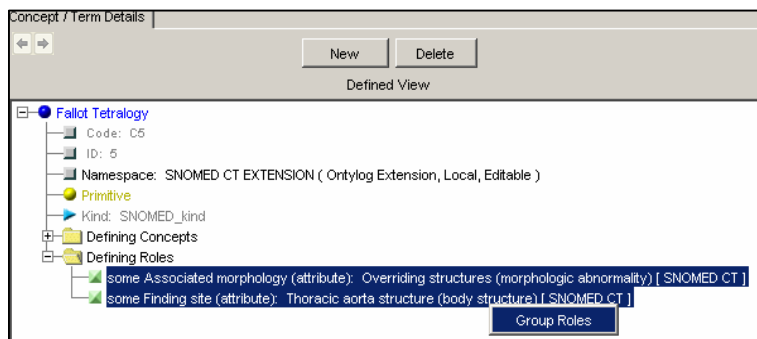 Concept / Term Details
New Delete
Defined View
Fallot Tetralogy
Code: C5
ID: 5
Namespace: SNOMED CT EXTENSION ( Ontylog Extension, Local, Editable )
Primitive
Kind: SNOMED_kind
Defining Concepts
Defining Roles
some Associated morphology (attribute): Overriding structures (morphologic abnormality) [ SNOMED CT ]
some Finding site (attribute): Thoracic aorta structure (body structure) [ SNOMED CT ]
Group Roles